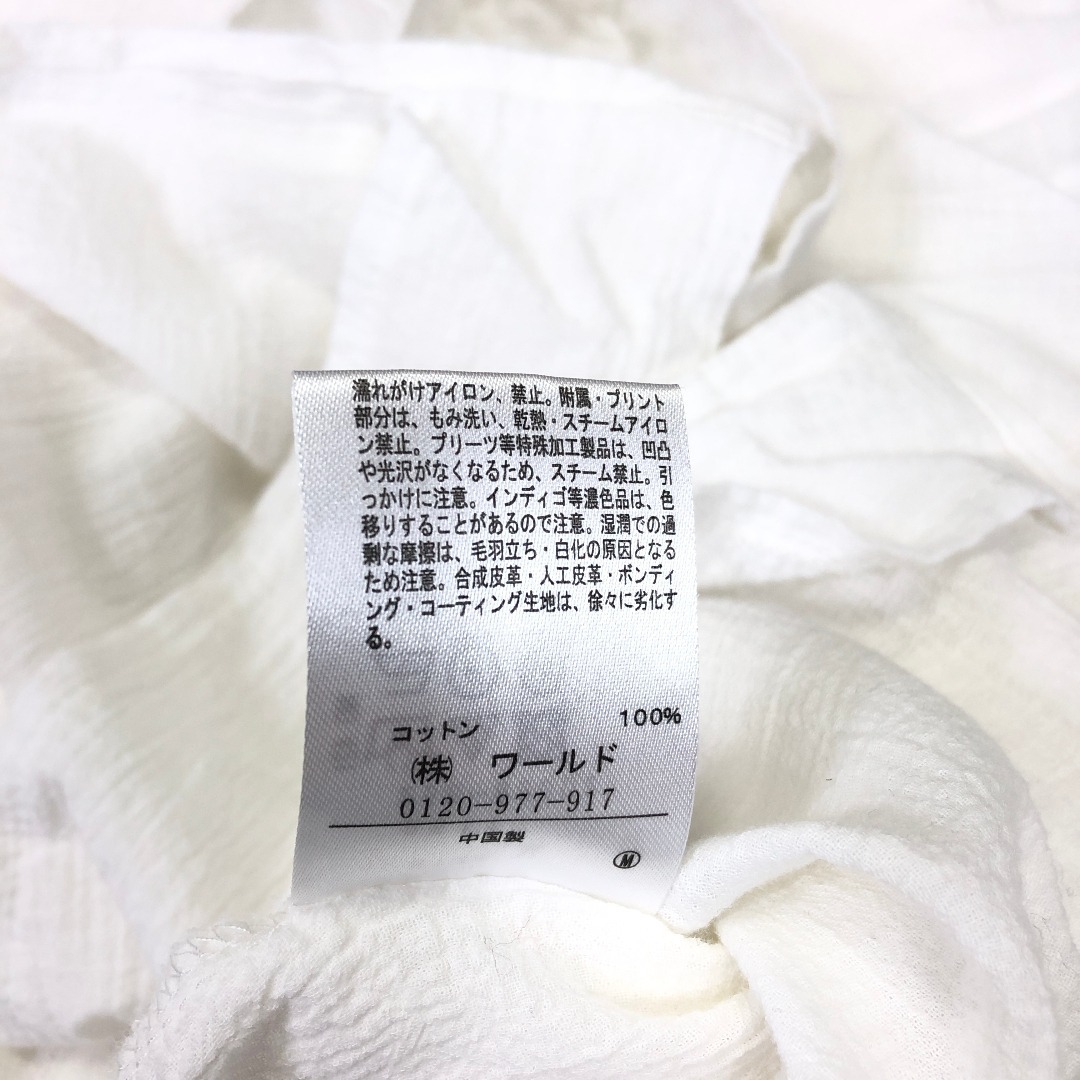 濡れがけアイロン、禁止。附属・プリント
部分は、もみ洗い、乾熱・スチームアイロ
ン禁止。プリーツ等特殊加工製品は、凹凸
や光沢がなくなるため、スチーム禁止。引
っかけに注意。インディゴ等濃色品は、色
移りすることがあるので注意。湿潤での過
剰な摩擦は、毛羽立ち・白化の原因となる
ため注意。合成皮革・人工皮革・ボンディ
ング・コーティング生地は、徐々に劣化す
る。
コットン 100%
㈱ ワールド
0120-977-917
中国製
Ⓜ